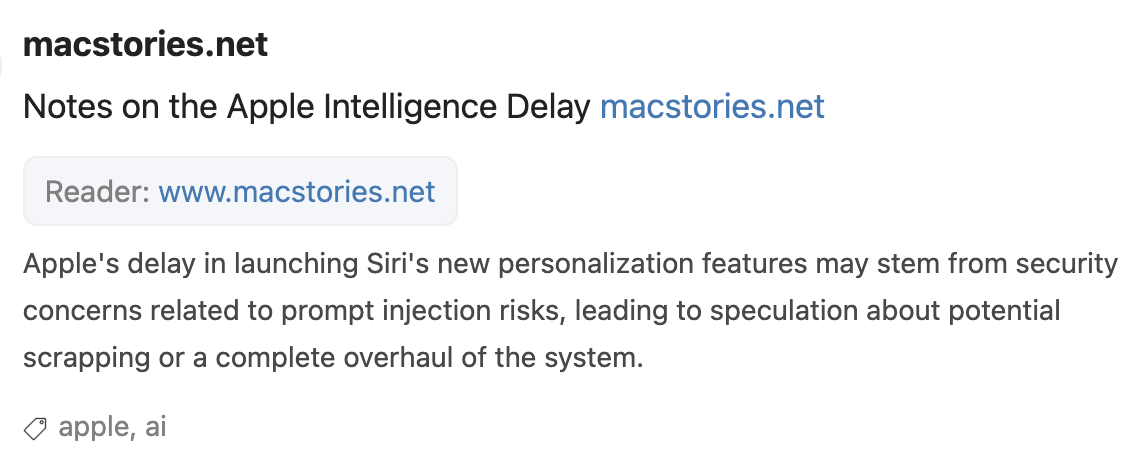 macstories.net
Notes on the Apple Intelligence Delay macstories.net
Reader: www.macstories.net
Apple's delay in launching Siri's new personalization features may stem from security
concerns related to prompt injection risks, leading to speculation about potential
scrapping or a complete overhaul of the system.
apple, ai